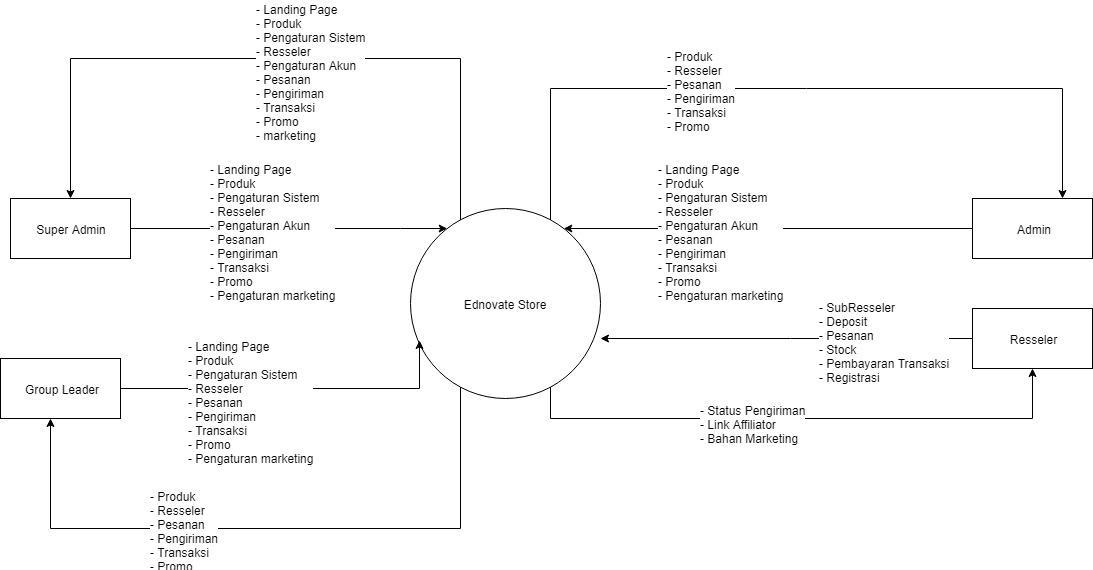 - Landing Page
- Produk
- Pengaturan Sistem
- Resseler
- Pengaturan Akun
- Pesanan
- Pengiriman
- Transaksi
- Promo
- marketing
- Produk
- Resseler
- Pesanan
- Pengiriman
- Transaksi
- Promo
Super Admin
- Landing Page
- Produk
- Pengaturan Sistem
- Resseler
- Pengaturan Akun
- Pesanan
- Pengiriman
- Transaksi
- Promo
- Pengaturan marketing
- Landing Page
- Produk
- Pengaturan Sistem
- Resseler
- Pengaturan Akun
- Pesanan
- Pengiriman
- Transaksi
- Promo
- Pengaturan marketing
Admin
Ednovate Store
- SubResseler
- Deposit
- Pesanan
- Stock
- Pembayaran Transaksi
- Registrasi
Resseler
Group Leader
- Landing Page
- Produk
- Pengaturan Sistem
- Resseler
- Pesanan
- Pengiriman
- Transaksi
- Promo
- Pengaturan marketing
- Status Pengiriman
- Link Affiliator
- Bahan Marketing
- Produk
- Resseler
- Pesanan
- Pengiriman
- Transaksi
- Promo